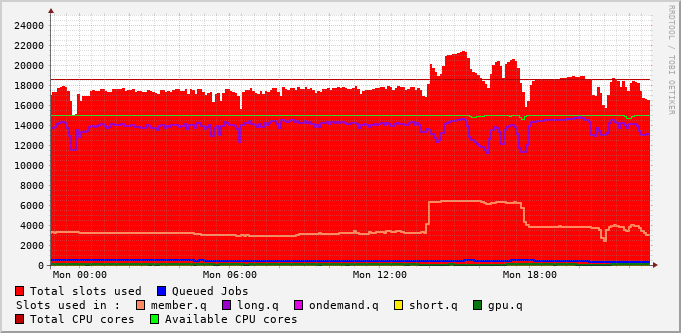 24000
22000
20000
18000
16000
14000
12000
10000
8000
6000
4000
2000
0
Mon 00:00 Mon 06:00 Mon 12:00 Mon 18:00
Total slots used Queued Jobs
Slots used in : member.q long.q ondemand.q short.q gpu.q
Total CPU cores Available CPU cores
RRDTOOL / TOBI OETIKER